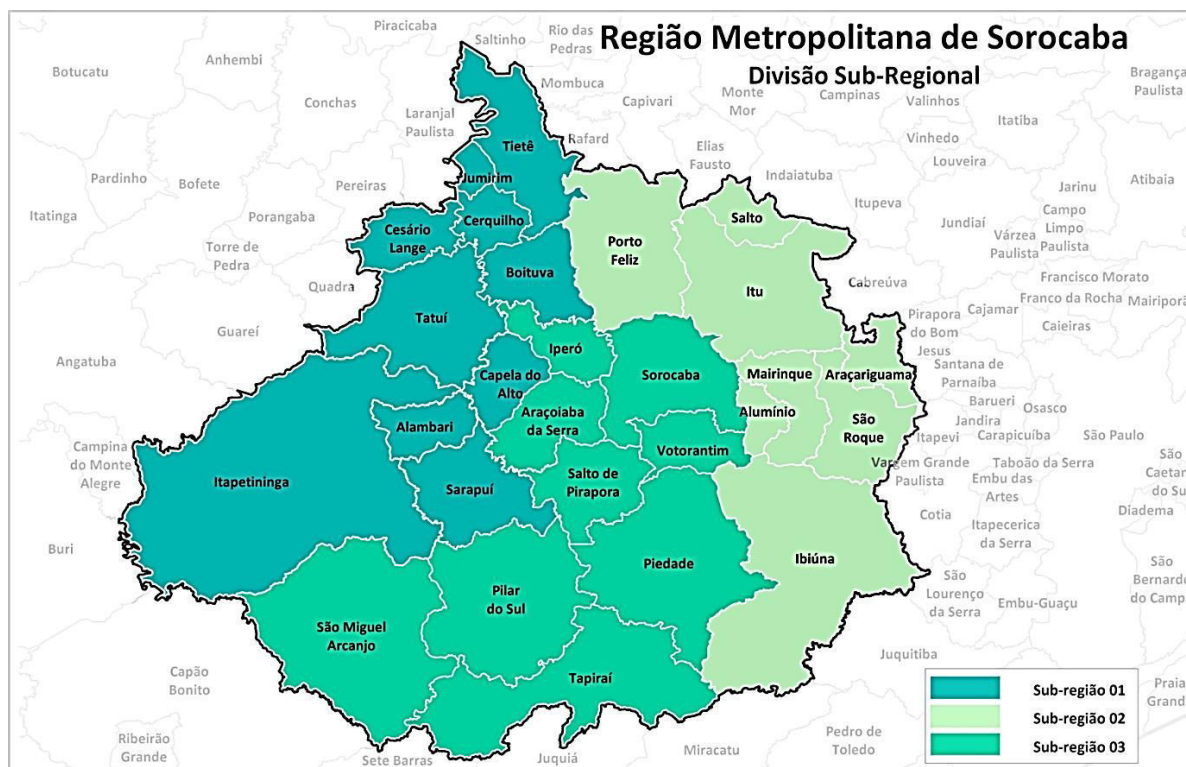 Região Metropolitana de Sorocaba
Divisão Sub-Regional
Piracicaba
Saltinho
Rio das
Pedras
Botucatu
Anhembi
Mombuca
Conchas
Capivari
Monte
Mor
Campinas
Valinhos
Bragança
Paulista
Laranjal
Paulista
Itatiba
Tietê
Rafard
Elias
Fausto
Vinhedo
Louveira
Pardinho
Bofete
Pereiras
Jumirim
Indaiatuba
Jarinu
Atibaia
Itatinga
Porangaba
Cesário
Lange
Cerquilho
Salto
Itupeva
Jundiaí
Campo
Limpo
Paulista
Várzea
Paulista
Torre de
Pedra
Porto
Feliz
Boituva
Quadra
Itu
Cabreúva
Francisco Morato
Franco da Rocha
Mairiporã
Cajamar
Caieiras
Tatuí
Guareí
Pirapora
do Bom
Jesus
Iperó
Angatuba
Capela do
Alto
Sorocaba
Mairinque
Araçariguama
Santana de
Parnaíba
Barueri
Osasco
Jandira
Alambari
Araçoiaba
da Serra
Alumínio
São
Roque
Itapevi
Carapicuíba
São Paulo
Campina
do Monte
Alegre
Votorantim
Vargem Grande
Paulista
Taboão da Serra
São
Caetan
do Sul
Itapetininga
Sarapuí
Salto de
Pirapora
Embu das
Artes
Diadema
Cotia
Itapecerica
da Serra
Buri
Piedade
Ibiúna
São
Lourenço
da Serra
Embu-Guaçu
São
Bernardo
do Camp
Pilar
do Sul
São Miguel
Arcanjo
Capão
Bonito
Tapiraí
Juquitiba
Praia
Grand
Sub-região 01
Sub-região 02
Sub-região 03
Ribeirão
Grande
Sete Barras
Juquiá
Miracatu
Pedro de
Toledo